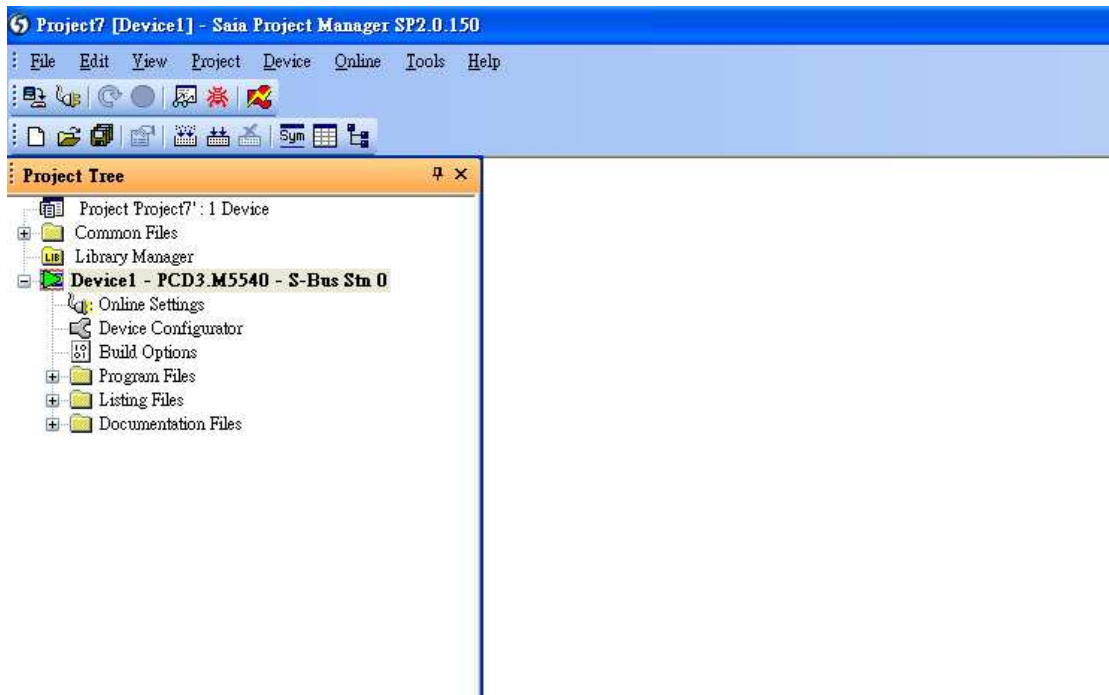 Project7 [Device1] - Saia Project Manager SP2.0.150
File Edit View Project Device Online Tools Help
Sym
Project Tree
Project 'Project7': 1 Device
Common Files
LIB Library Manager
Device1 - PCD3.M5540 - S-Bus Stn 0
Online Settings
Device Configurator
Build Options
Program Files
Listing Files
Documentation Files